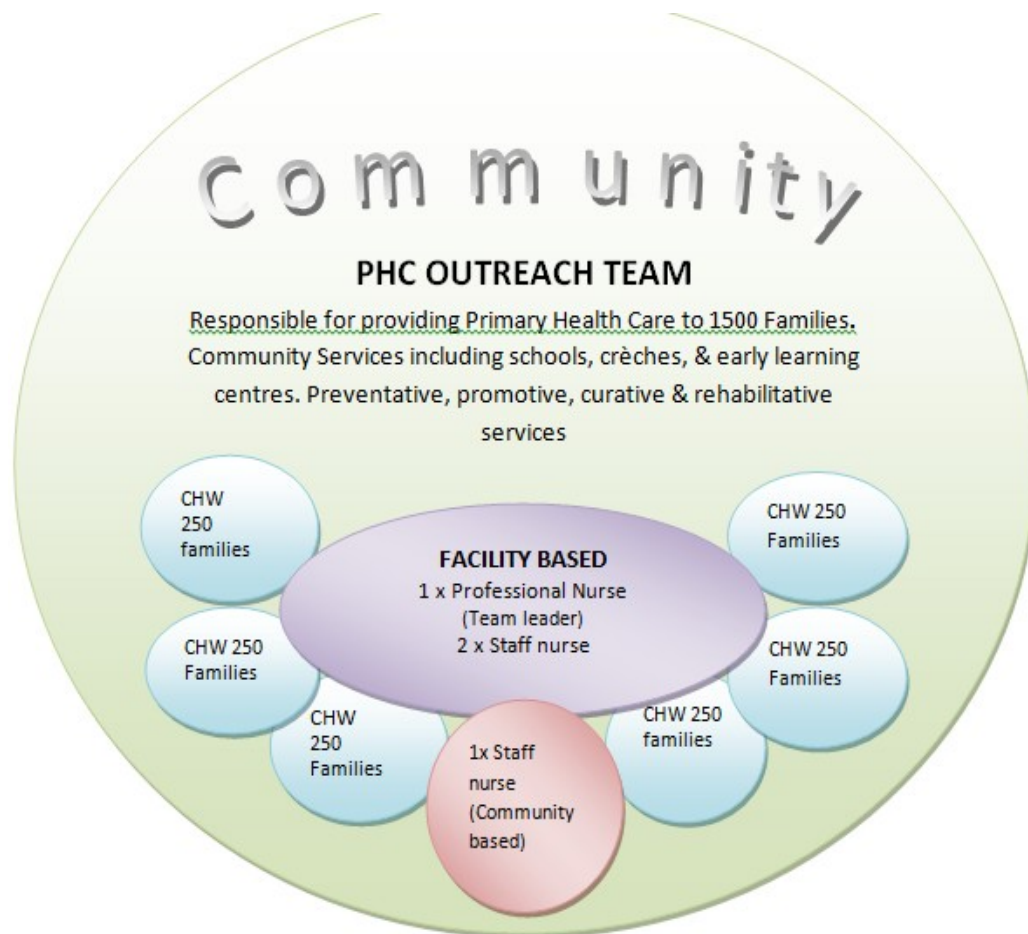 Community
PHC OUTREACH TEAM
Responsible for providing Primary Health Care to 1500 Families.
Community Services including schools, crèches, & early learning
centres. Preventative, promotive, curative & rehabilitative
services
CHW
250
families
CHW 250
Families
CHW
250
Families
FACILITY BASED
1 x Professional Nurse
(Team leader)
2 x Staff nurse
1x Staff
nurse
(Community
based)
CHW 250
Families
CHW 250
Families
CHW 250
families